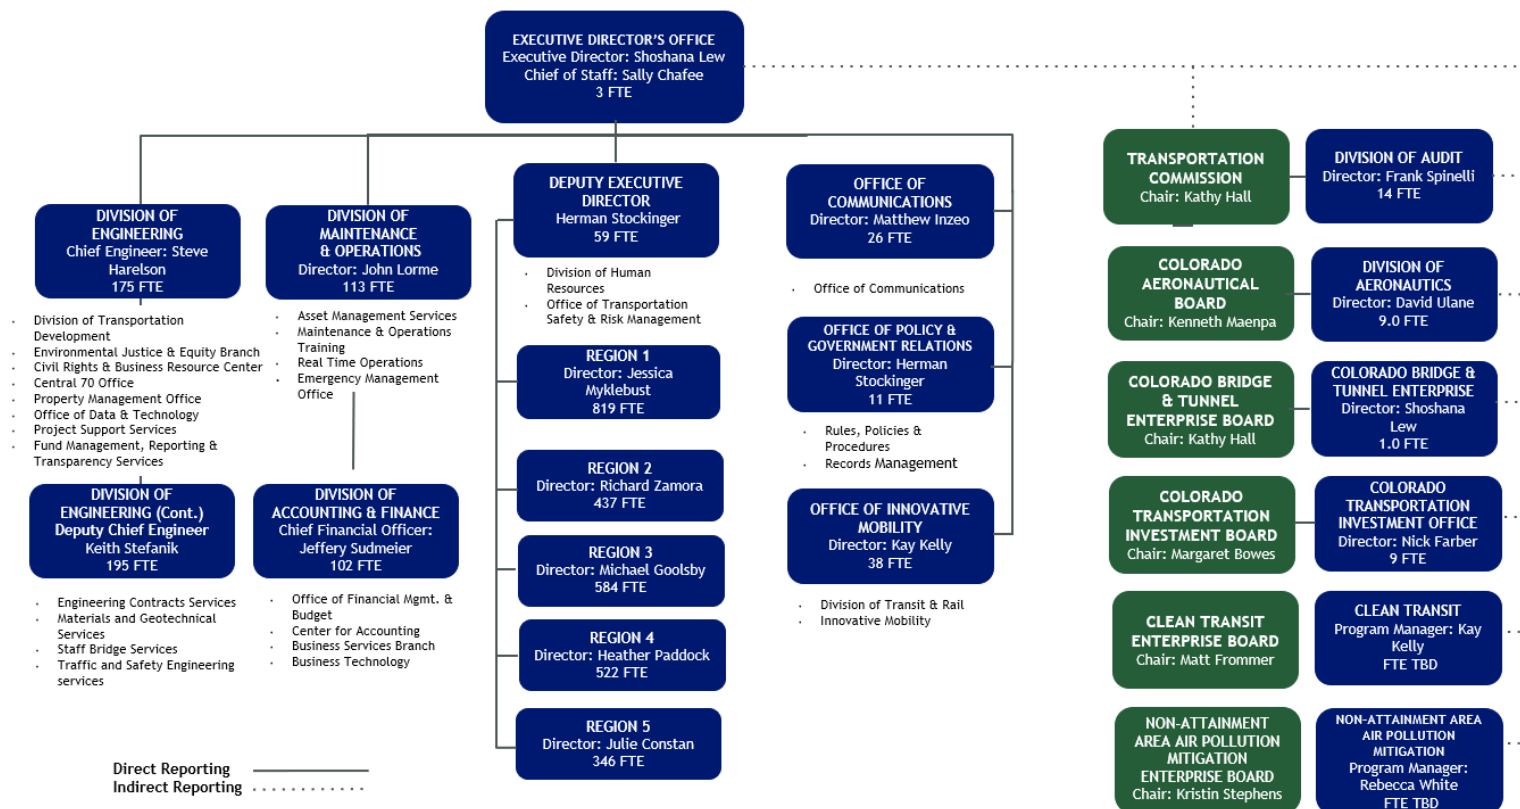 EXECUTIVE DIRECTOR'S OFFICE
Executive Director: Shoshana Lew
Chief of Staff: Sally Chafee
3 FTE
DIVISION OF
ENGINEERING
Chief Engineer: Steve
Harelson
175 FTE
· Division of Transportation
Development
· Environmental Justice & Equity Branch
· Civil Rights & Business Resource Center
· Central 70 Office
· Property Management Office
· Office of Data & Technology
· Project Support Services
· Fund Management, Reporting &
Transparency Services
DIVISION OF
ENGINEERING (Cont.)
Deputy Chief Engineer
Keith Stefanik
195 FTE
· Engineering Contracts Services
· Materials and Geotechnical
Services
· Staff Bridge Services
· Traffic and Safety Engineering
services
DIVISION OF
MAINTENANCE
& OPERATIONS
Director: John Lorme
113 FTE
· Asset Management Services
· Maintenance & Operations
Training
· Real Time Operations
· Emergency Management
Office
DIVISION OF
ACCOUNTING & FINANCE
Chief Financial Officer:
Jeffery Sudmeier
102 FTE
· Office of Financial Mgmt. &
Budget
· Center for Accounting
· Business Services Branch
· Business Technology
DEPUTY EXECUTIVE
DIRECTOR
Herman Stockinger
59 FTE
· Division of Human
Resources
· Office of Transportation
Safety & Risk Management
REGION 1
Director: Jessica
Myklebust
819 FTE
REGION 2
Director: Richard Zamora
437 FTE
REGION 3
Director: Michael Goolsby
584 FTE
REGION 4
Director: Heather Paddock
522 FTE
REGION 5
Director: Julie Constan
346 FTE
OFFICE OF
COMMUNICATIONS
Director: Matthew Inzeo
26 FTE
· Office of Communications
OFFICE OF POLICY &
GOVERNMENT RELATIONS
Director: Herman
Stockinger
11 FTE
· Rules, Policies &
Procedures
· Records Management
OFFICE OF INNOVATIVE
MOBILITY
Director: Kay Kelly
38 FTE
· Division of Transit & Rail
· Innovative Mobility
TRANSPORTATION
COMMISSION
Chair: Kathy Hall
DIVISION OF AUDIT
Director: Frank Spinelli
14 FTE
COLORADO
AERONAUTICAL
BOARD
Chair: Kenneth Maenpa
DIVISION OF
AERONAUTICS
Director: David Ulane
9.0 FTE
COLORADO BRIDGE
& TUNNEL
ENTERPRISE BOARD
Chair: Kathy Hall
COLORADO BRIDGE &
TUNNEL ENTERPRISE
Director: Shoshana
Lew
1.0 FTE
COLORADO
TRANSPORTATION
INVESTMENT BOARD
Chair: Margaret Bowes
COLORADO
TRANSPORTATION
INVESTMENT OFFICE
Director: Nick Farber
9 FTE
CLEAN TRANSIT
ENTERPRISE BOARD
Chair: Matt Frommer
CLEAN TRANSIT
Program Manager: Kay
Kelly
FTE TBD
NON-ATTAINMENT
AREA AIR POLLUTION
MITIGATION
ENTERPRISE BOARD
Chair: Kristin Stephens
NON-ATTAINMENT AREA
AIR POLLUTION
MITIGATION
Program Manager:
Rebecca White
FTE TBD
Direct Reporting
Indirect Reporting